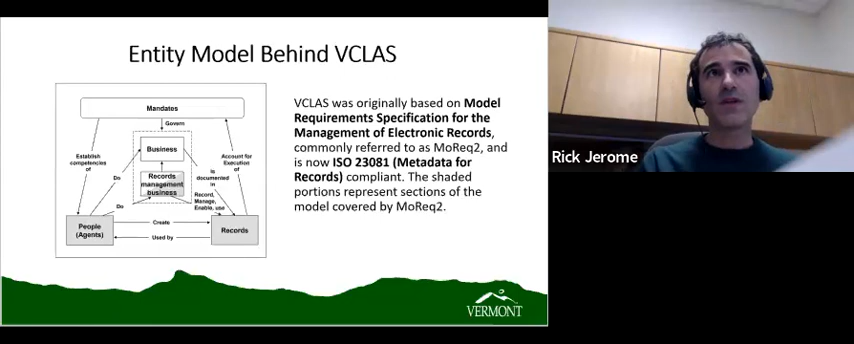 Entity Model Behind VCLAS
Mandates
Govern
Business
Establish
competencies
of
Account for
Execution
of
Do
Is
documented
in
Records
management
business
Do
Record,
Manage,
Enable, use
People
(Agents)
Create
Used by
Records
VCLAS was originally based on Model
Requirements Specification for the
Management of Electronic Records,
commonly referred to as MoReq2, and
is now ISO 23081 (Metadata for
Records) compliant. The shaded
portions represent sections of the
model covered by MoReq2.
VERMONT
Rick Jerome